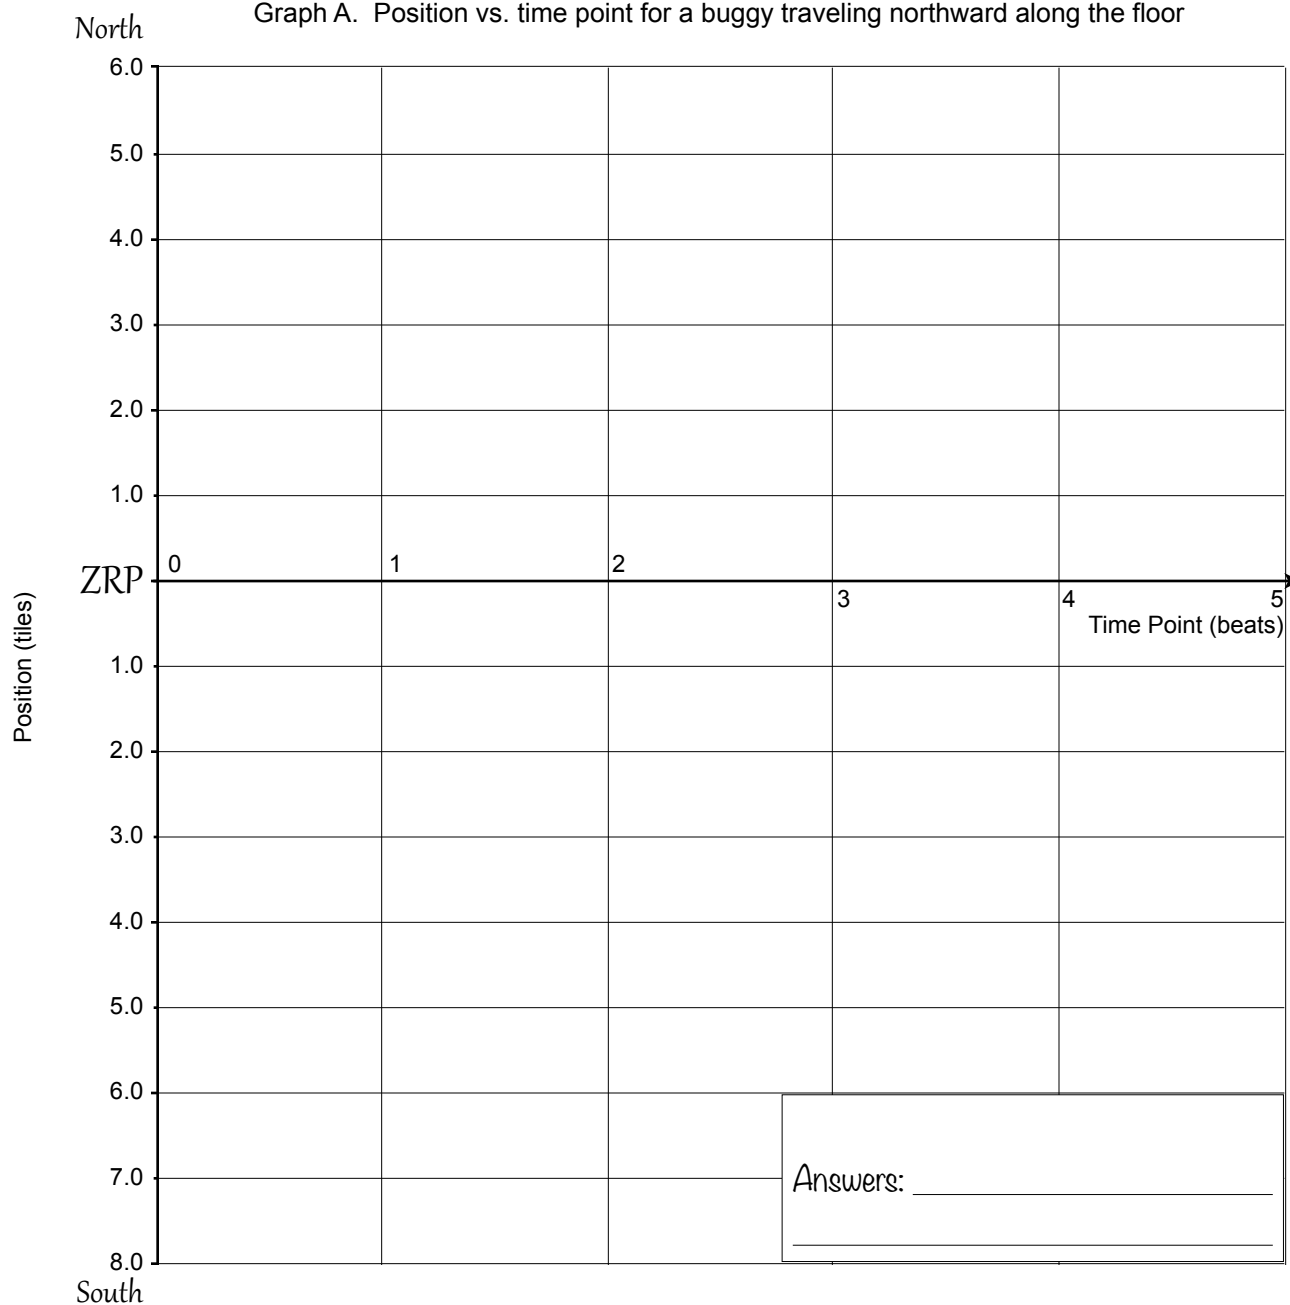 Graph A. Position vs. time point for a buggy traveling northward along the floor
North
6.0
5.0
4.0
3.0
2.0
1.0
0 1 2
ZRP
3 4 5
Time Point (beats)
Position (tiles)
1.0
2.0
3.0
4.0
5.0
6.0
7.0
Answers:
8.0
South